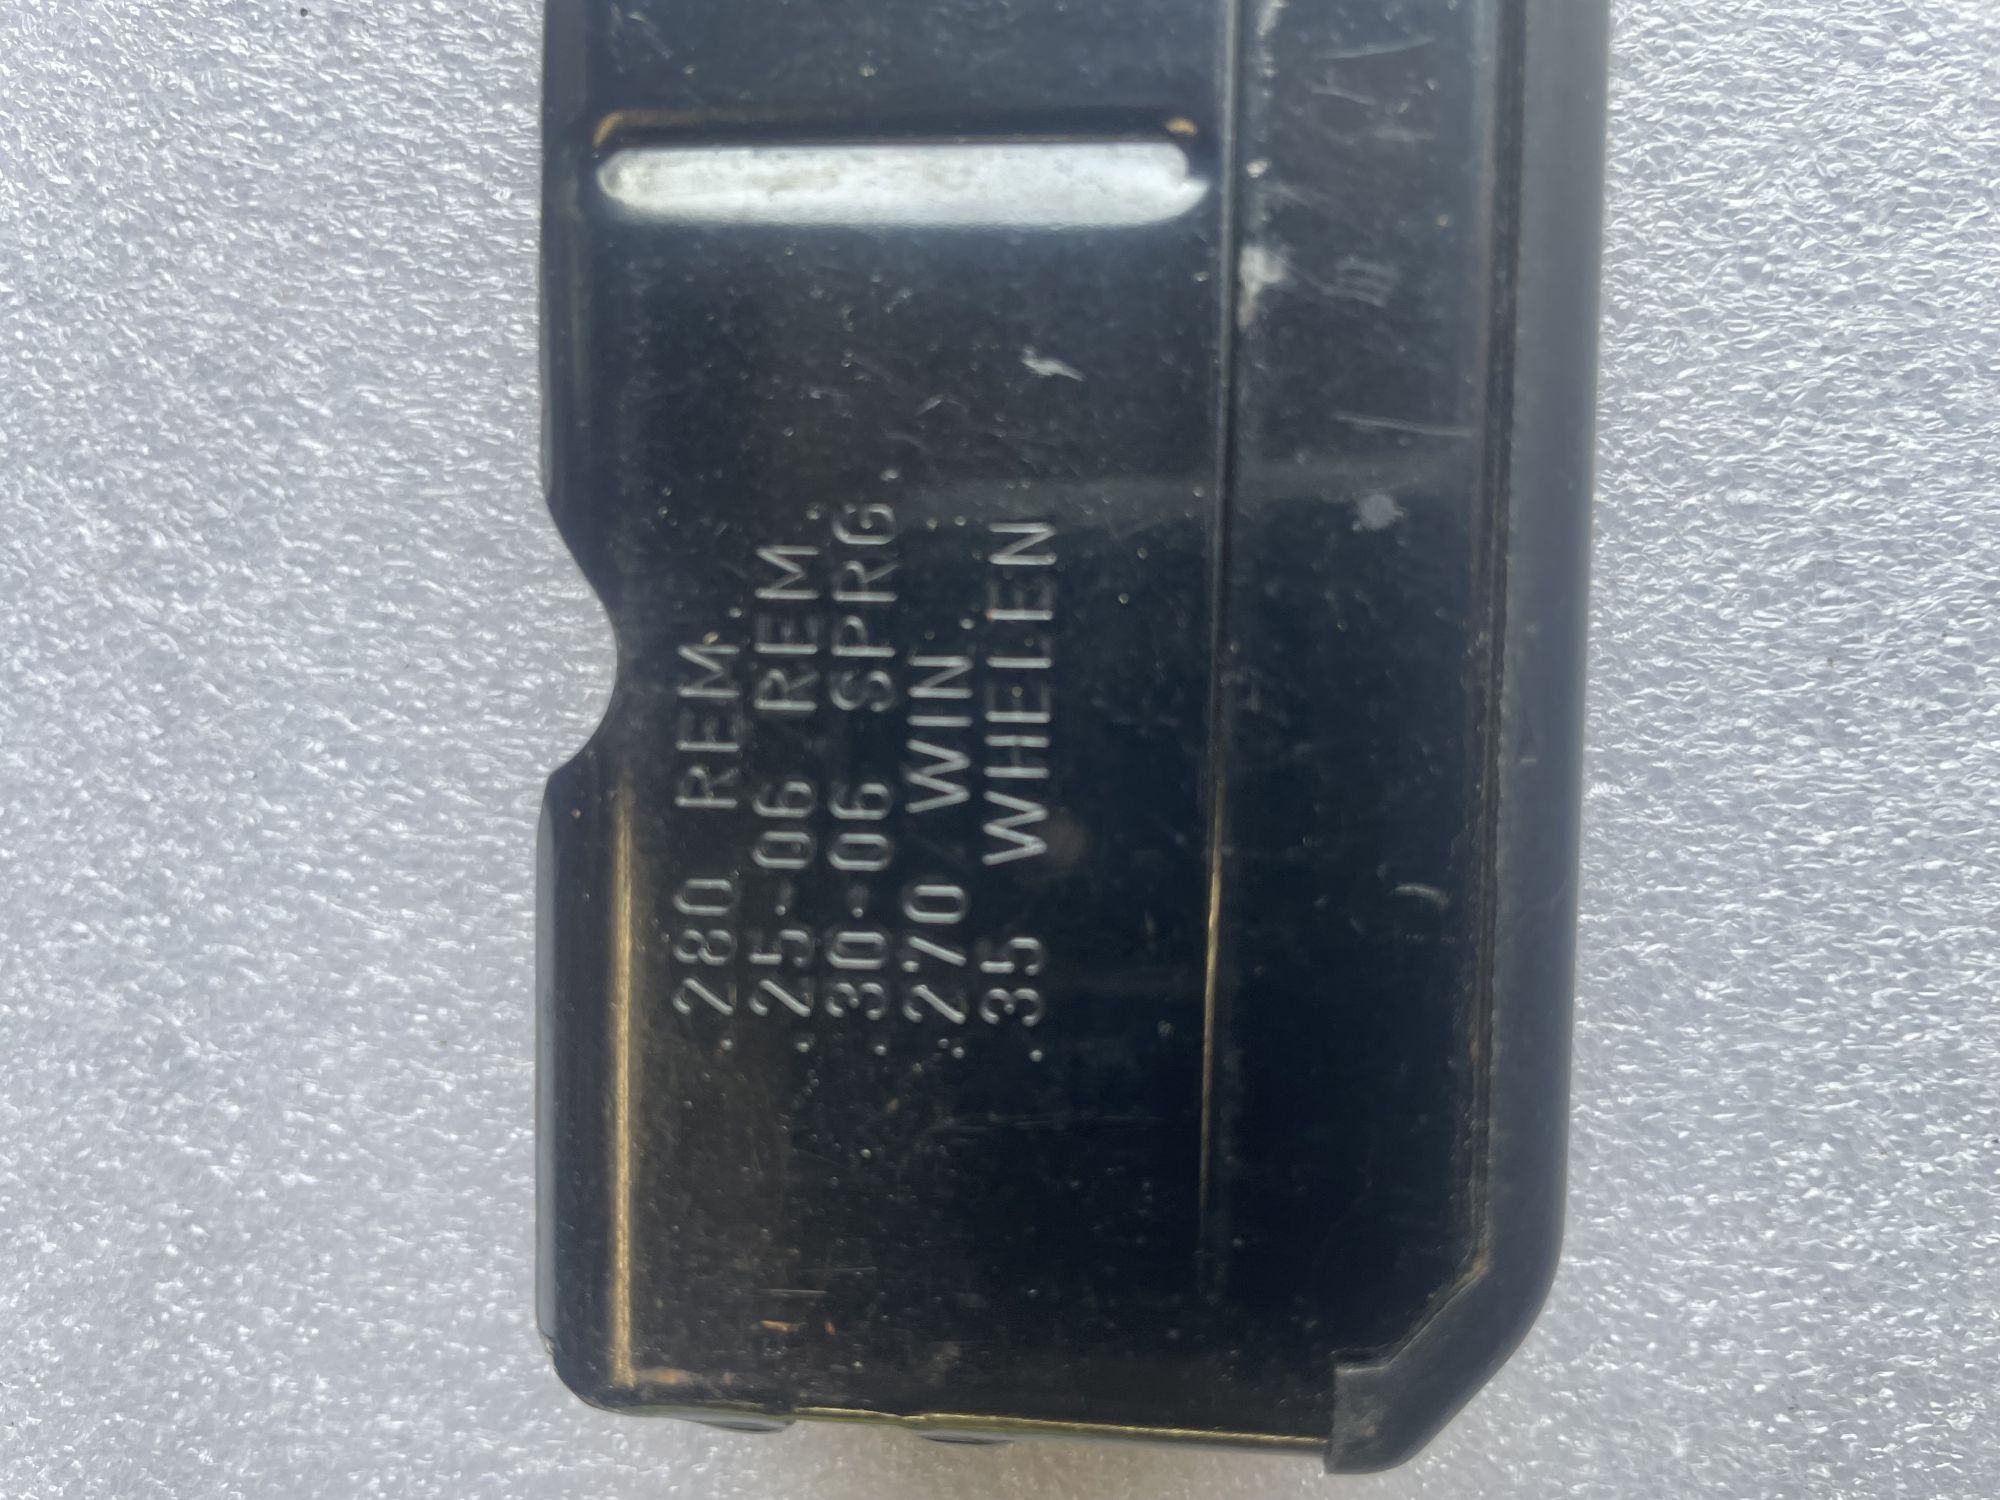 .280 REM.
.25-06 REM.
.30-06 SPRG.
.270 WIN.
.35 WHELEN